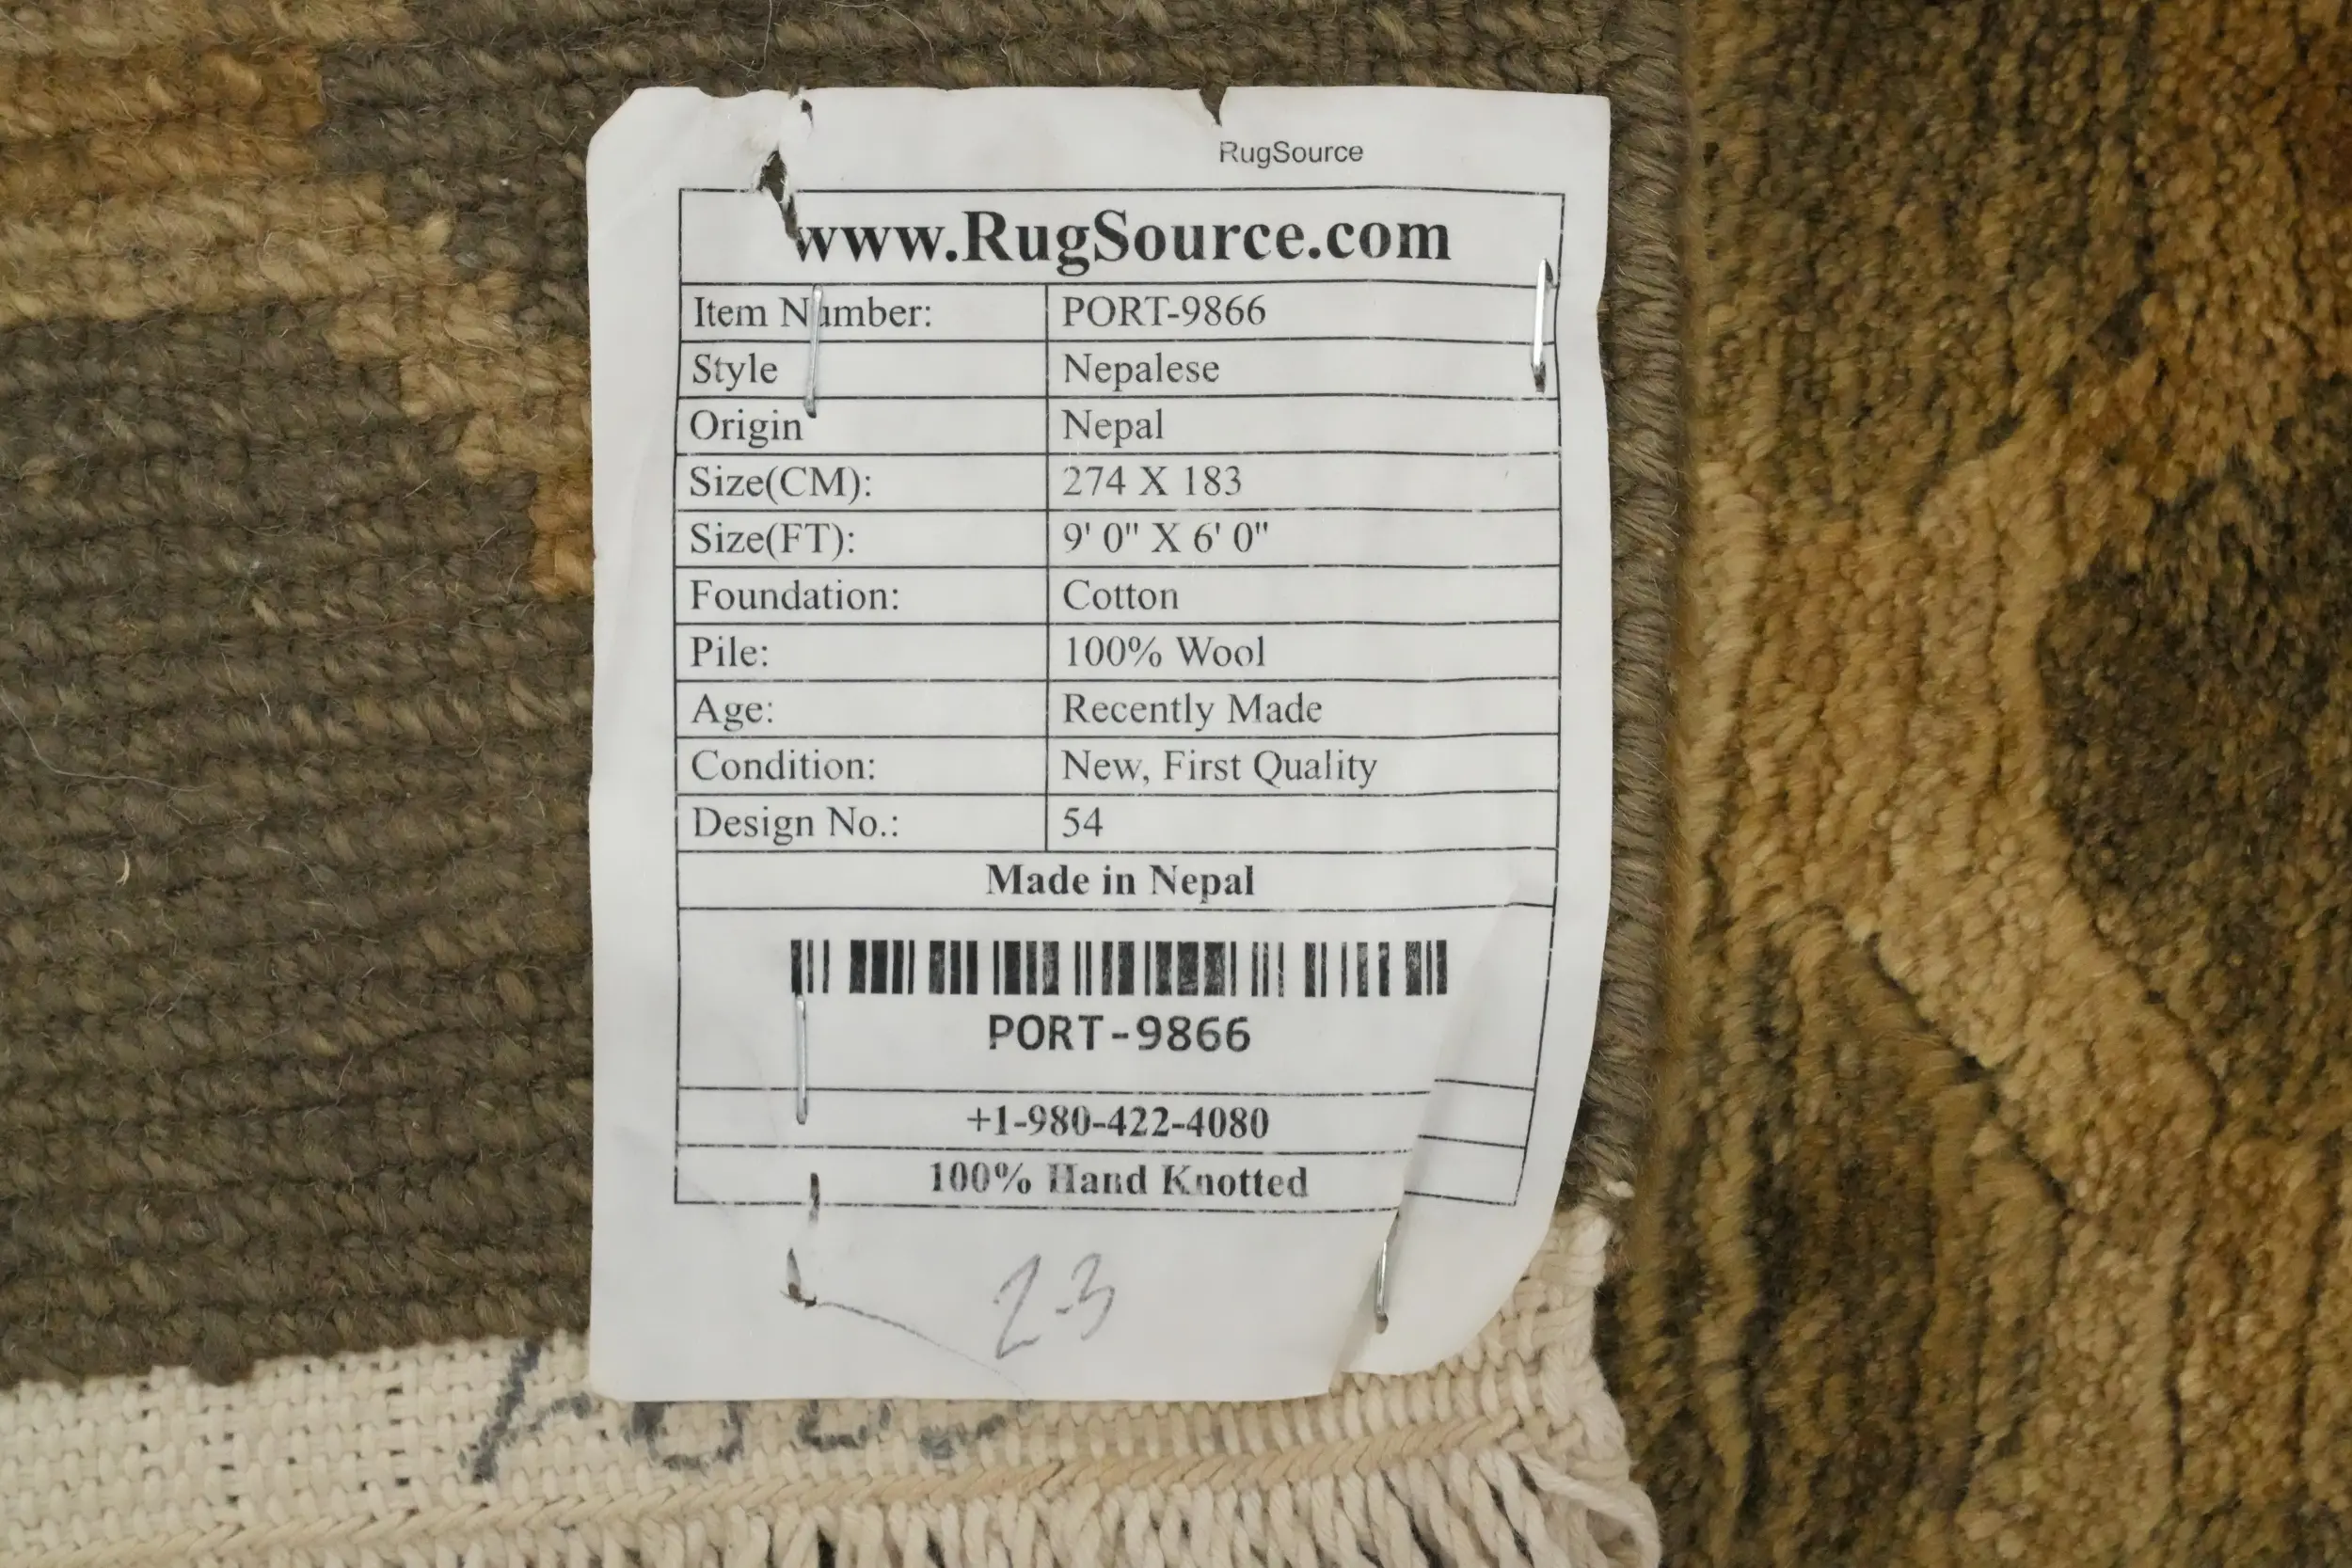 RugSource
www.RugSource.com
Item Number: PORT-9866
Style Nepalese
Origin Nepal
Size(CM): 274 X 183
Size(FT): 9' 0" X 6' 0"
Foundation: Cotton
Pile: 100% Wool
Age: Recently Made
Condition: New, First Quality
Design No.: 54
Made in Nepal
PORT-9866
+1-980-422-4080
100% Hand Knotted
23